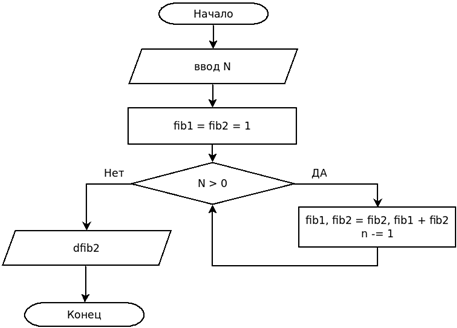 Начало
ввод N
fib1 = fib2 = 1
N > 0
Нет
ДА
fib1, fib2 = fib2, fib1 + fib2
n -= 1
dfib2
Конец